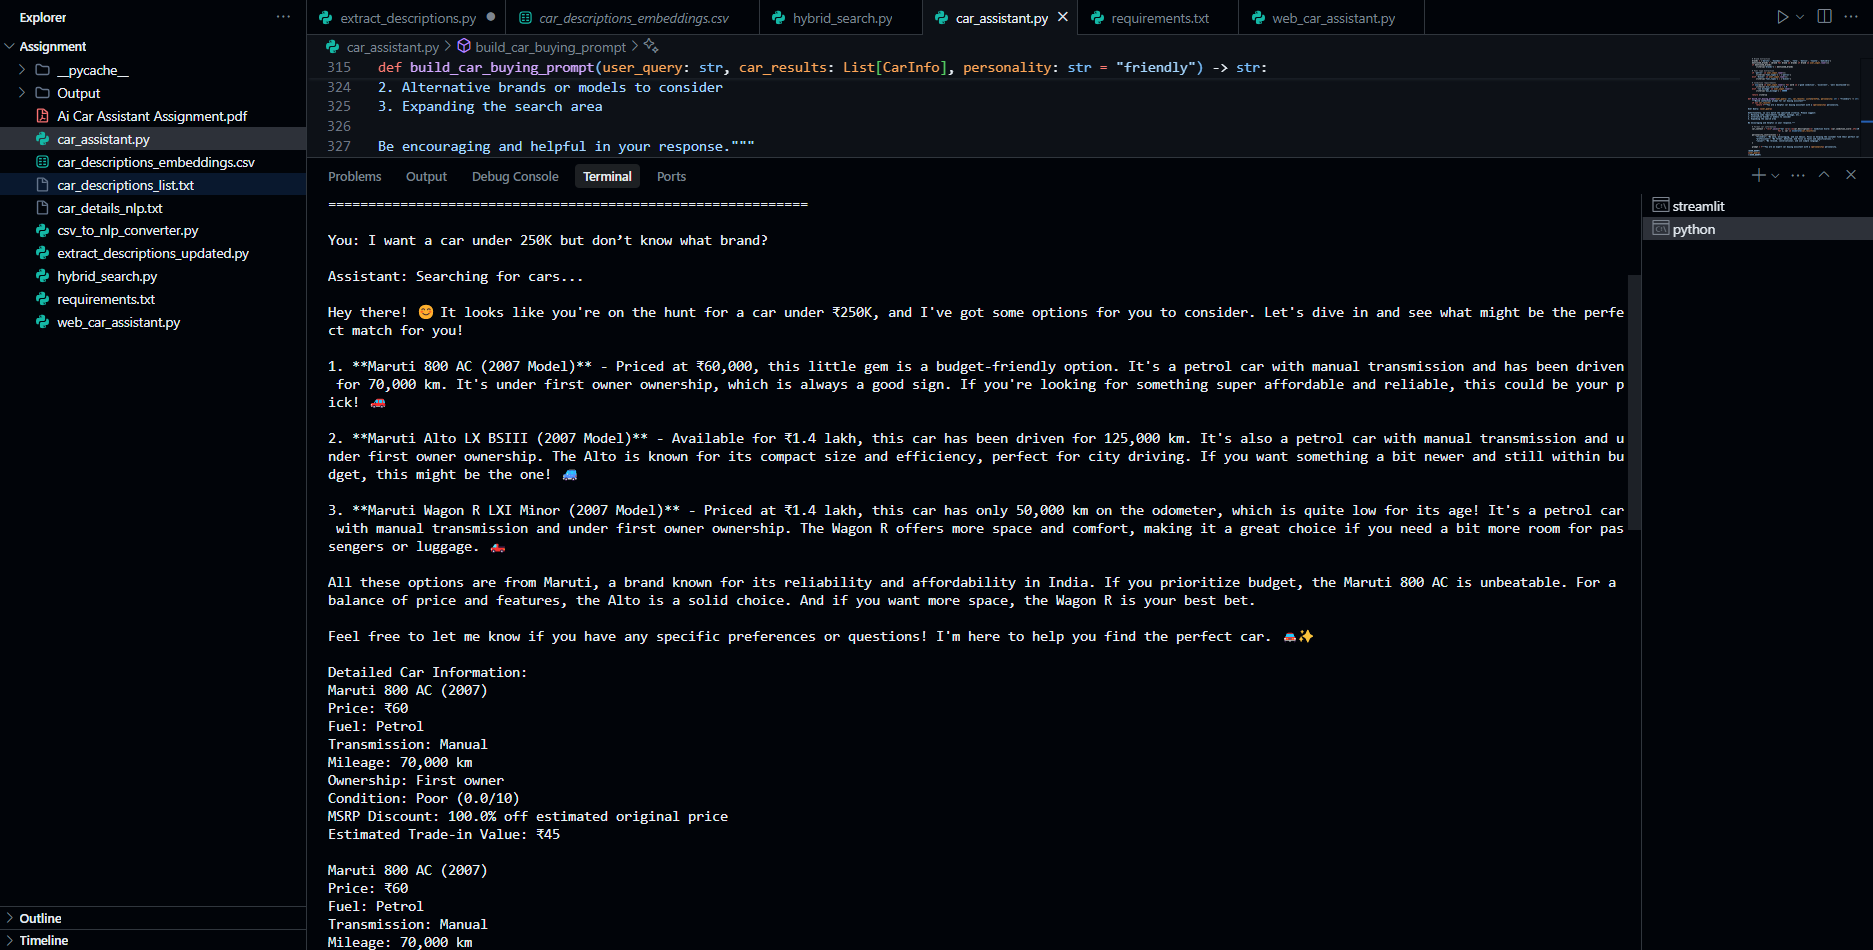 Explorer
Assignment
__pycache__
Output
Ai Car Assistant Assignment.pdf
car_assistant.py
car_descriptions_embeddings.csv
car_descriptions_list.txt
car_details_nlp.txt
csv_to_nlp_converter.py
extract_descriptions_updated.py
hybrid_search.py
requirements.txt
web_car_assistant.py
Outline
Timeline
extract_descriptions.py car_descriptions_embeddings.csv hybrid_search.py car_assistant.py requirements.txt web_car_assistant.py
car_assistant.py > build_car_buying_prompt >
315 def build_car_buying_prompt(user_query: str, car_results: List[CarInfo], personality: str = "friendly") -> str:
324 2. Alternative brands or models to consider
325 3. Expanding the search area
326
327 Be encouraging and helpful in your response."""
Problems Output Debug Console Terminal Ports
============================================================
You: I want a car under 250K but don’t know what brand?
Assistant: Searching for cars...
Hey there! 😊 It looks like you're on the hunt for a car under ₹250K, and I've got some options for you to consider. Let's dive in and see what might be the perfe
ct match for you!
1. **Maruti 800 AC (2007 Model)** - Priced at ₹60,000, this little gem is a budget-friendly option. It's a petrol car with manual transmission and has been driven
for 70,000 km. It's under first owner ownership, which is always a good sign. If you're looking for something super affordable and reliable, this could be your p
ick! 🚗
2. **Maruti Alto LX BSIII (2007 Model)** - Available for ₹1.4 lakh, this car has been driven for 125,000 km. It's also a petrol car with manual transmission and u
nder first owner ownership. The Alto is known for its compact size and efficiency, perfect for city driving. If you want something a bit newer and still within bu
dget, this might be the one! 🚙
3. **Maruti Wagon R LXI Minor (2007 Model)** - Priced at ₹1.4 lakh, this car has only 50,000 km on the odometer, which is quite low for its age! It's a petrol car
with manual transmission and under first owner ownership. The Wagon R offers more space and comfort, making it a great choice if you need a bit more room for pas
sengers or luggage. 🏎️
All these options are from Maruti, a brand known for its reliability and affordability in India. If you prioritize budget, the Maruti 800 AC is unbeatable. For a
balance of price and features, the Alto is a solid choice. And if you want more space, the Wagon R is your best bet.
Feel free to let me know if you have any specific preferences or questions! I'm here to help you find the perfect car. 🚘✨
Detailed Car Information:
Maruti 800 AC (2007)
Price: ₹60
Fuel: Petrol
Transmission: Manual
Mileage: 70,000 km
Ownership: First owner
Condition: Poor (0.0/10)
MSRP Discount: 100.0% off estimated original price
Estimated Trade-in Value: ₹45
Maruti 800 AC (2007)
Price: ₹60
Fuel: Petrol
Transmission: Manual
Mileage: 70,000 km
streamlit
python